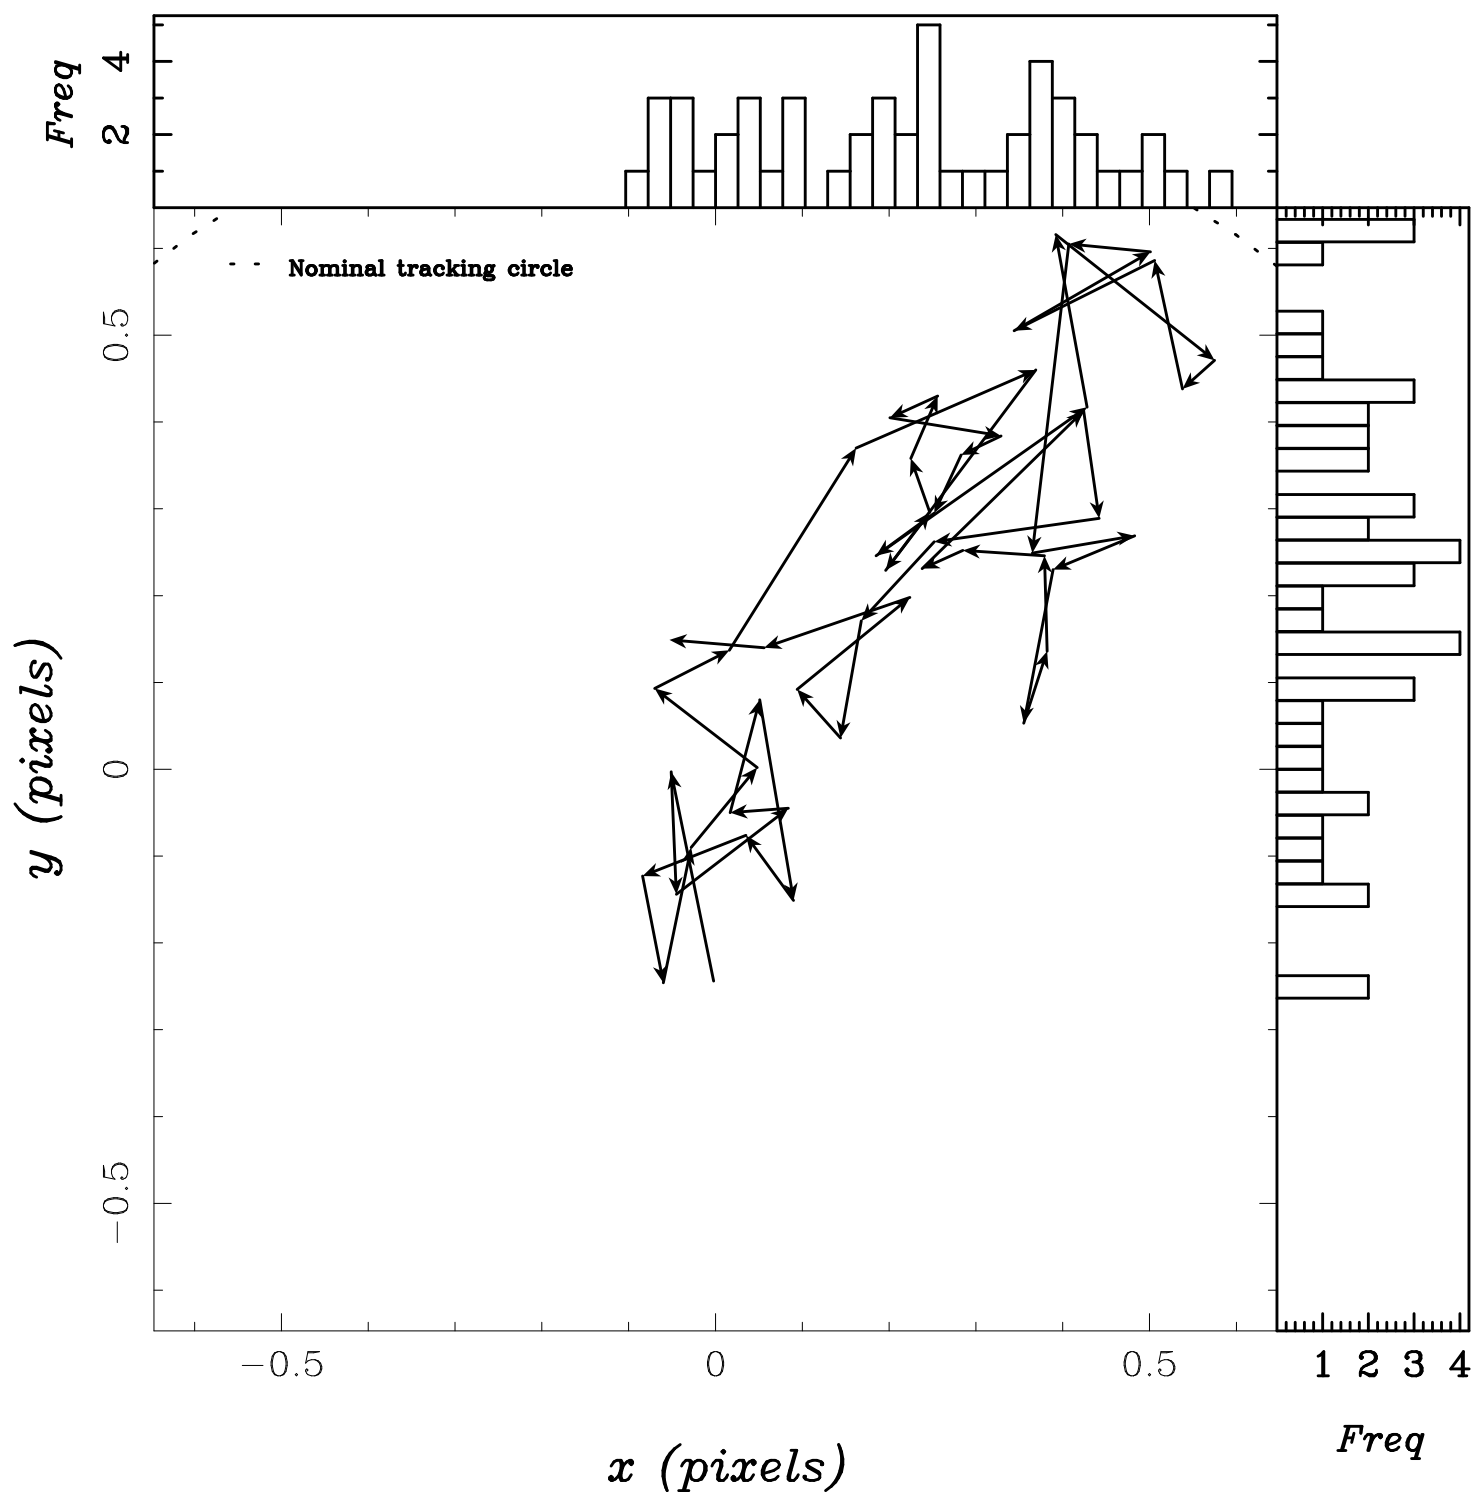 Freq
4
2
Nominal tracking circle
0.5
0
−0.5
y (pixels)
−0.5 0 0.5
1 2 3 4
x (pixels)
Freq